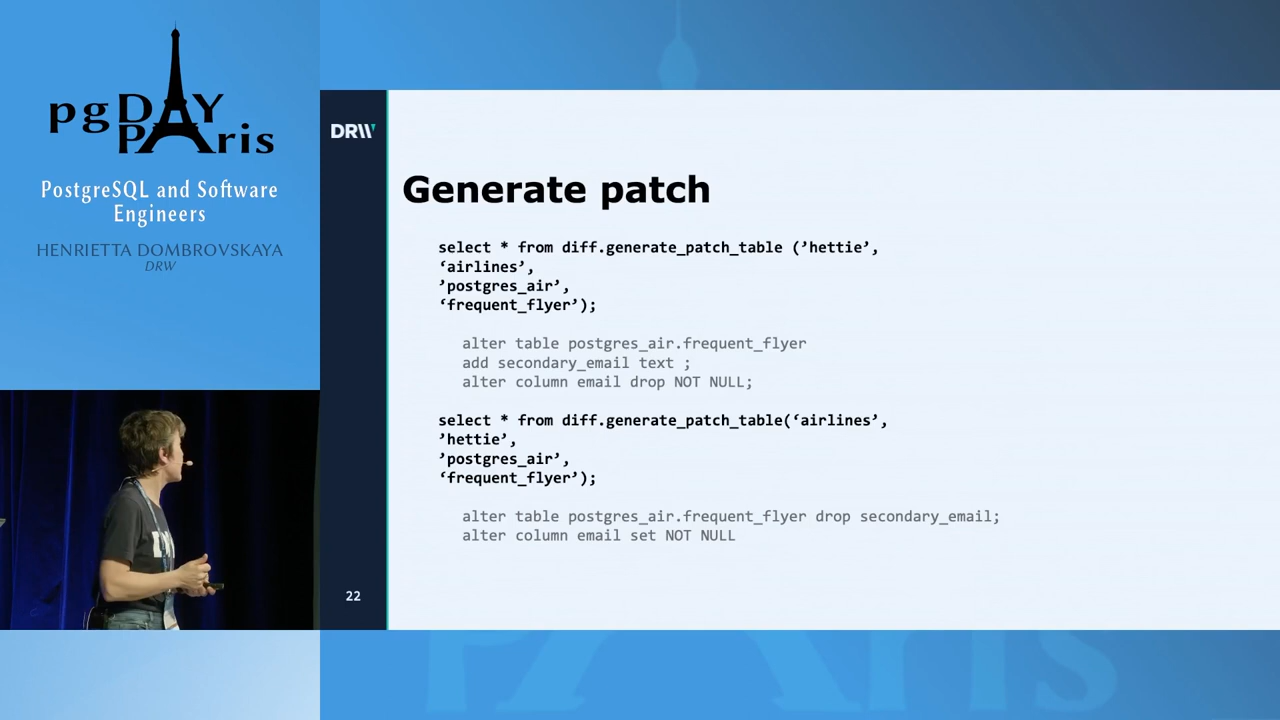 pgDAY
PAris
PostgreSQL and Software
Engineers
HENRIETTA DOMBROVSKAYA
DRW
DRW
Generate patch
select * from diff.generate_patch_table (’hettie’,
‘airlines’,
’postgres_air’,
‘frequent_flyer’);
alter table postgres_air.frequent_flyer
add secondary_email text ;
alter column email drop NOT NULL;
select * from diff.generate_patch_table(‘airlines’,
’hettie’,
’postgres_air’,
‘frequent_flyer’);
alter table postgres_air.frequent_flyer drop secondary_email;
alter column email set NOT NULL
22